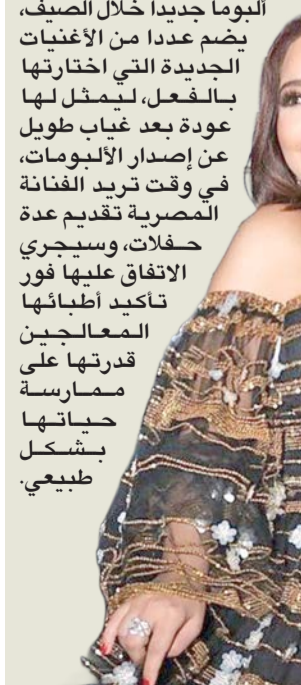 ألبوما جديدا خلال الصيف،
يضم عددا من الأغنيات
الجديدة التي اختارتها
بالفعل، ليمثل لها
عودة بعد غياب طويل
عن إصدار الألبومات،
في وقت تريد الفنانة
المصرية تقديم عدة
حفلات، وسيجري
الاتفاق عليها فور
تأكيد أطبائها
المعالجين
قدرتها على
ممارسة
حياتها
بشكل
طبيعي.